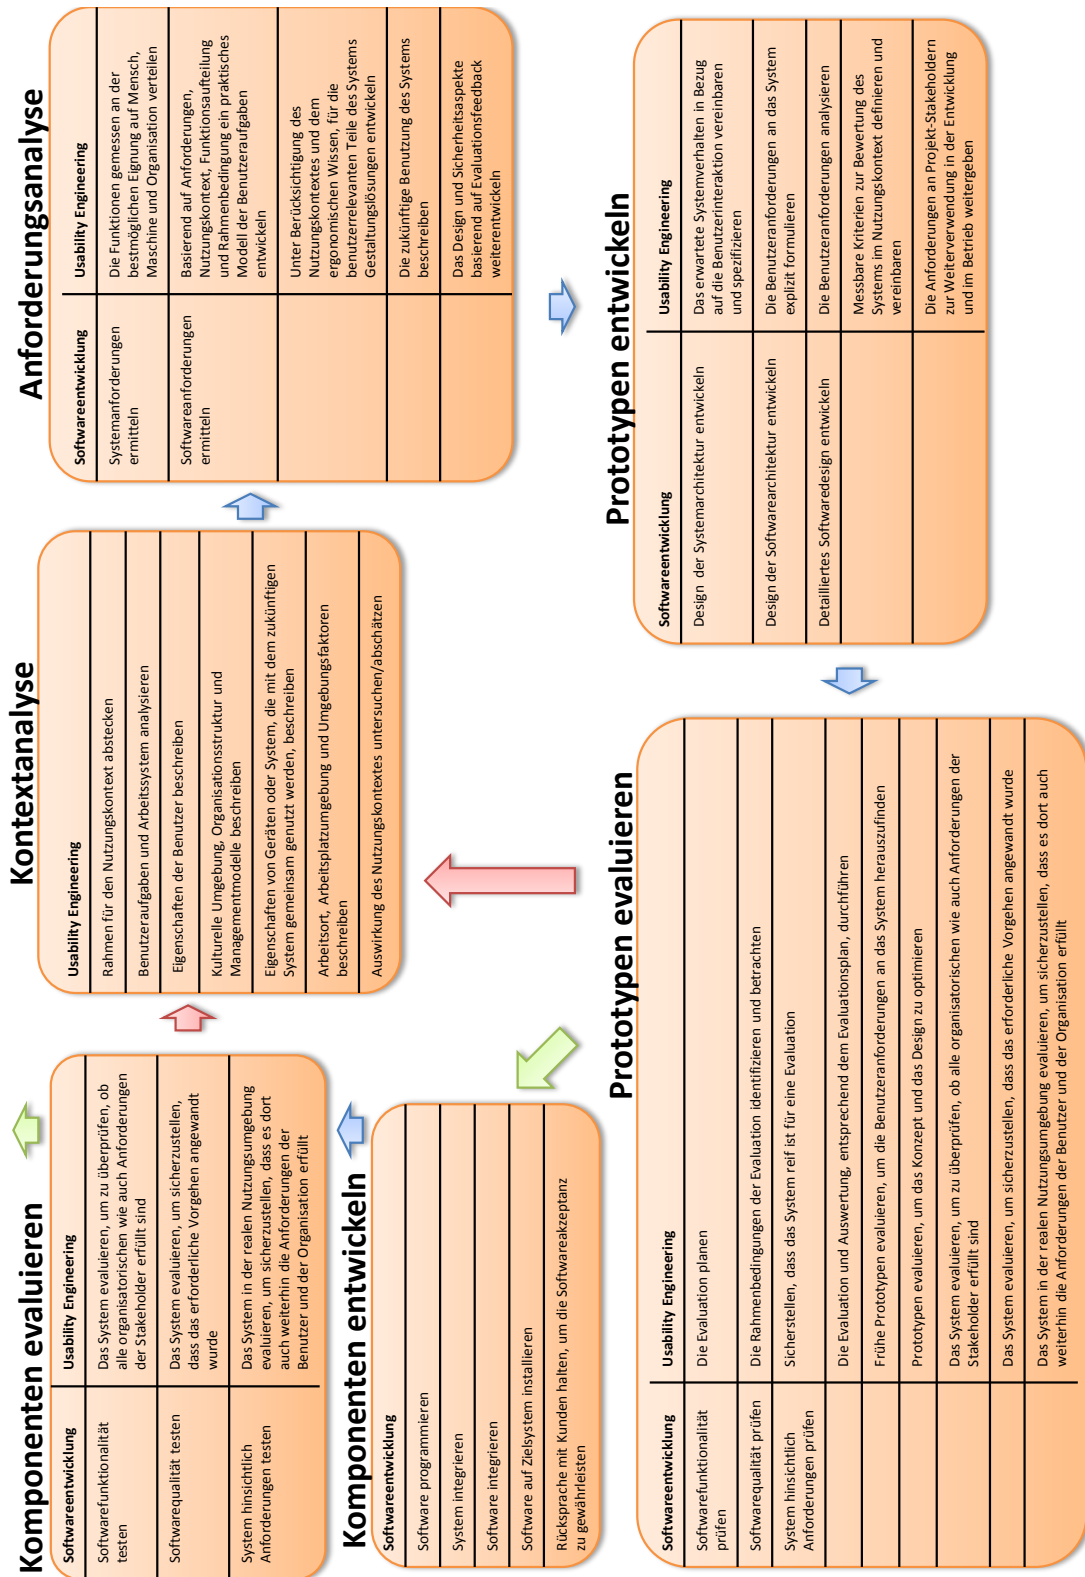 Komponenten evaluieren
Softwareentwicklung
Usability Engineering
Softwarefunktionalität
testen
Das System evaluieren, um zu überprüfen, ob
alle organisatorischen wie auch Anforderungen
der Stakeholder erfüllt sind
Softwarequalität testen
Das System evaluieren, um sicherzustellen,
dass das erforderliche Vorgehen angewandt
wurde
System hinsichtlich
Anforderungen testen
Das System in der realen Nutzungsumgebung
evaluieren, um sicherzustellen, dass es dort
auch weiterhin die Anforderungen der
Benutzer und der Organisation erfüllt
Kontextanalyse
Usability Engineering
Rahmen für den Nutzungskontext abstecken
Benutzeraufgaben und Arbeitssystem analysieren
Eigenschaften der Benutzer beschreiben
Kulturelle Umgebung, Organisationsstruktur und
Managementmodelle beschreiben
Eigenschaften von Geräten oder System, die mit dem zukünftigen
System gemeinsam genutzt werden, beschreiben
Arbeitsort, Arbeitsplatzumgebung und Umgebungsfaktoren
beschreiben
Auswirkung des Nutzungskontextes untersuchen/abschätzen
Anforderungsanalyse
Softwareentwicklung
Usability Engineering
Systemanforderungen
ermitteln
Die Funktionen gemessen an der
bestmöglichen Eignung auf Mensch,
Maschine und Organisation verteilen
Softwareanforderungen
ermitteln
Basierend auf Anforderungen,
Nutzungskontext, Funktionsaufteilung
und Rahmenbedingung ein praktisches
Modell der Benutzeraufgaben
entwickeln
Unter Berücksichtigung des
Nutzungskontextes und dem
ergonomischen Wissen, für die
benutzerrelevanten Teile des Systems
Gestaltungslösungen entwickeln
Die zukünftige Benutzung des Systems
beschreiben
Das Design und Sicherheitsaspekte
basierend auf Evaluationsfeedback
weiterentwickeln
Komponenten entwickeln
Softwareentwicklung
Software programmieren
System integrieren
Software integrieren
Software auf Zielsystem installieren
Rücksprache mit Kunden halten, um die Softwareakzeptanz
zu gewährleisten
Prototypen evaluieren
Softwareentwicklung
Usability Engineering
Softwarefunktionalität
prüfen
Die Evaluation planen
Softwarequalität prüfen
Die Rahmenbedingungen der Evaluation identifizieren und betrachten
System hinsichtlich
Anforderungen prüfen
Sicherstellen, dass das System reif ist für eine Evaluation
Die Evaluation und Auswertung, entsprechend dem Evaluationsplan, durchführen
Frühe Prototypen evaluieren, um die Benutzeranforderungen an das System herauszufinden
Prototypen evaluieren, um das Konzept und das Design zu optimieren
Das System evaluieren, um zu überprüfen, ob alle organisatorischen wie auch Anforderungen der
Stakeholder erfüllt sind
Das System evaluieren, um sicherzustellen, dass das erforderliche Vorgehen angewandt wurde
Das System in der realen Nutzungsumgebung evaluieren, um sicherzustellen, dass es dort auch
weiterhin die Anforderungen der Benutzer und der Organisation erfüllt
Prototypen entwickeln
Softwareentwicklung
Usability Engineering
Design der Systemarchitektur entwickeln
Das erwartete Systemverhalten in Bezug
auf die Benutzerinteraktion vereinbaren
und spezifizieren
Design der Softwarearchitektur entwickeln
Die Benutzeranforderungen an das System
explizit formulieren
Detailliertes Softwaredesign entwickeln
Die Benutzeranforderungen analysieren
Messbare Kriterien zur Bewertung des
Systems im Nutzungskontext definieren und
vereinbaren
Die Anforderungen an Projekt-Stakeholdern
zur Weiterverwendung in der Entwicklung
und im Betrieb weitergeben